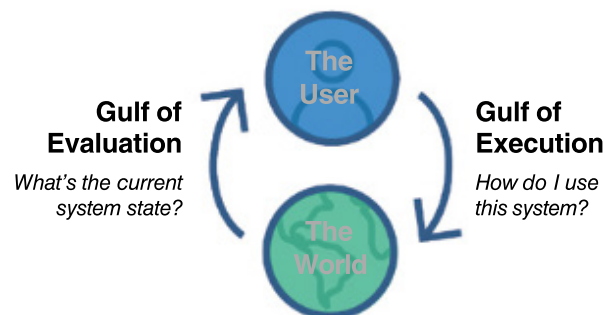 The
User
Gulf of
Evaluation
What's the current
system state?
Gulf of
Execution
How do I use
this system?
The
World